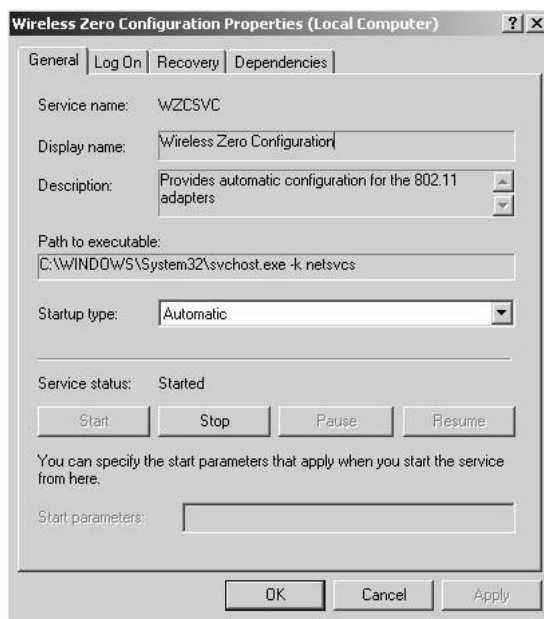 Wireless Zero Configuration Properties (Local Computer)
General Log On Recovery Dependencies
Service name: WZCSVC
Display name: Wireless Zero Configuration
Description: Provides automatic configuration for the 802.11
adapters
Path to executable:
C:\WINDOWS\System32\svchost.exe -k netsvcs
Startup type: Automatic
Service status: Started
Start Stop Pause Resume
You can specify the start parameters that apply when you start the service
from here.
Start parameters:
OK Cancel Apply